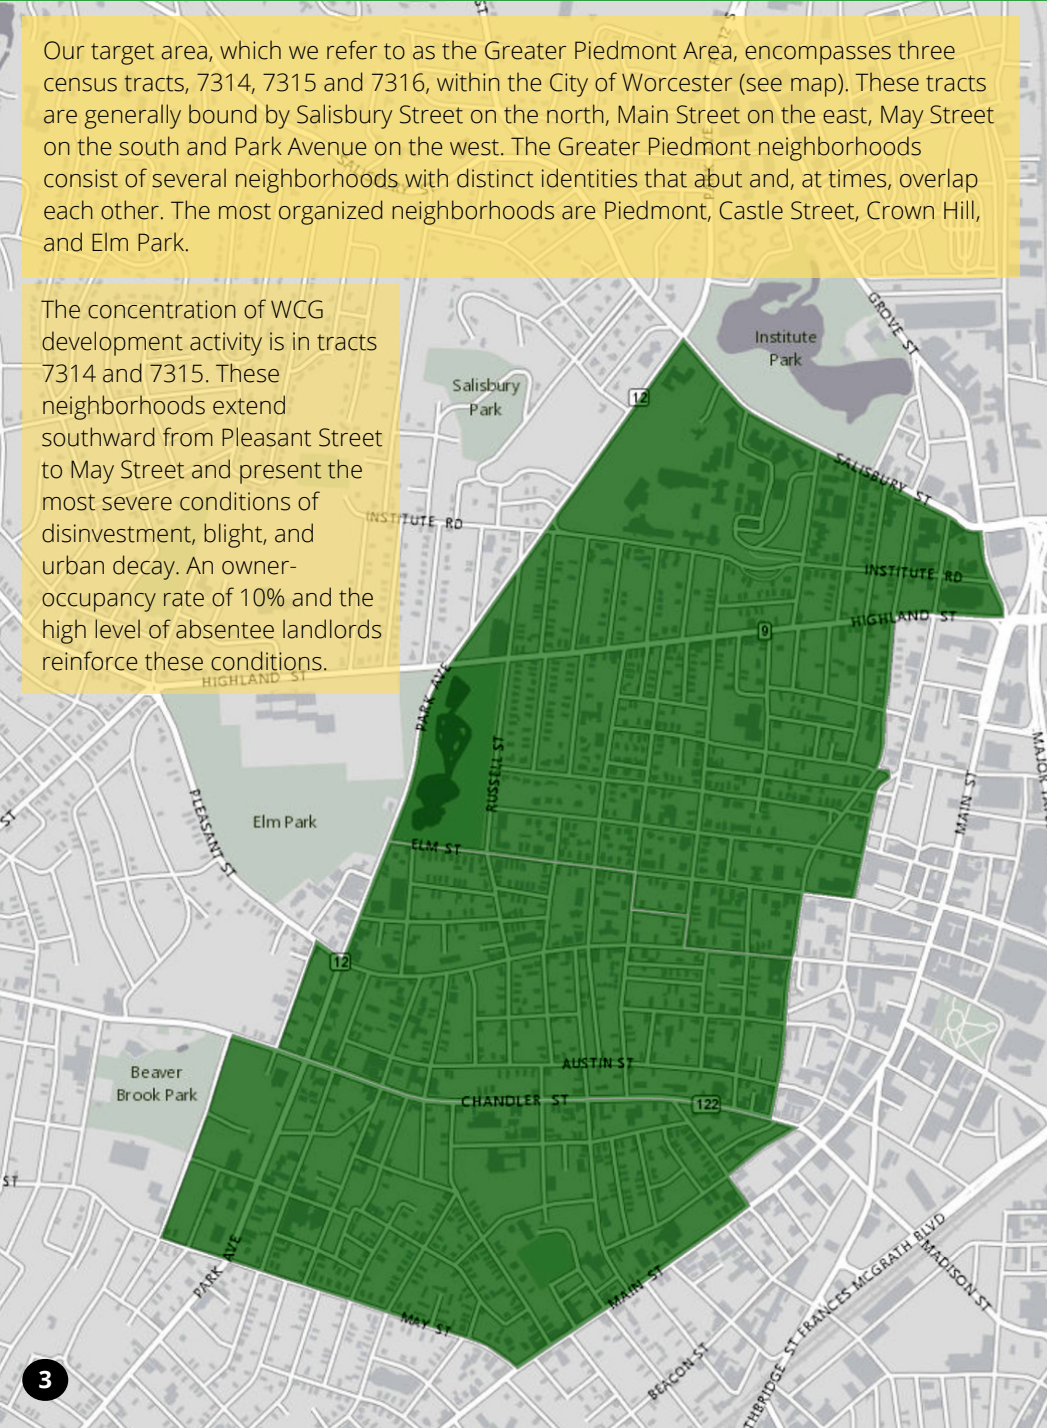 Our target area, which we refer to as the Greater Piedmont Area, encompasses three
census tracts, 7314, 7315 and 7316, within the City of Worcester (see map). These tracts
are generally bound by Salisbury Street on the north, Main Street on the east, May Street
on the south and Park Avenue on the west. The Greater Piedmont neighborhoods
consist of several neighborhoods with distinct identities that abut and, at times, overlap
each other. The most organized neighborhoods are Piedmont, Castle Street, Crown Hill,
and Elm Park.
The concentration of WCG
development activity is in tracts
7314 and 7315. These
neighborhoods extend
southward from Pleasant Street
to May Street and present the
most severe conditions of
disinvestment, blight, and
urban decay. An owner-
occupancy rate of 10% and the
high level of absentee landlords
reinforce these conditions.
ST
SALISBURY ST
PARK AVE
GROVE ST
Institute
Park
Salisbury
Park
12
SALISBURY ST
INSTITUTE RD
INSTITUTE RD
HIGHLAND ST
9
HIGHLAND ST
PARK AVE
RUSSELL ST
MAIN ST
PLEASANT ST
ST
Elm Park
ELM ST
12
AUSTIN ST
Beaver
Brook Park
CHANDLER ST
122
ST
PARK AVE
MAY ST
MAIN ST
BEACON ST
ST FRANCES MCGRATH BLVD
MADISON ST
3